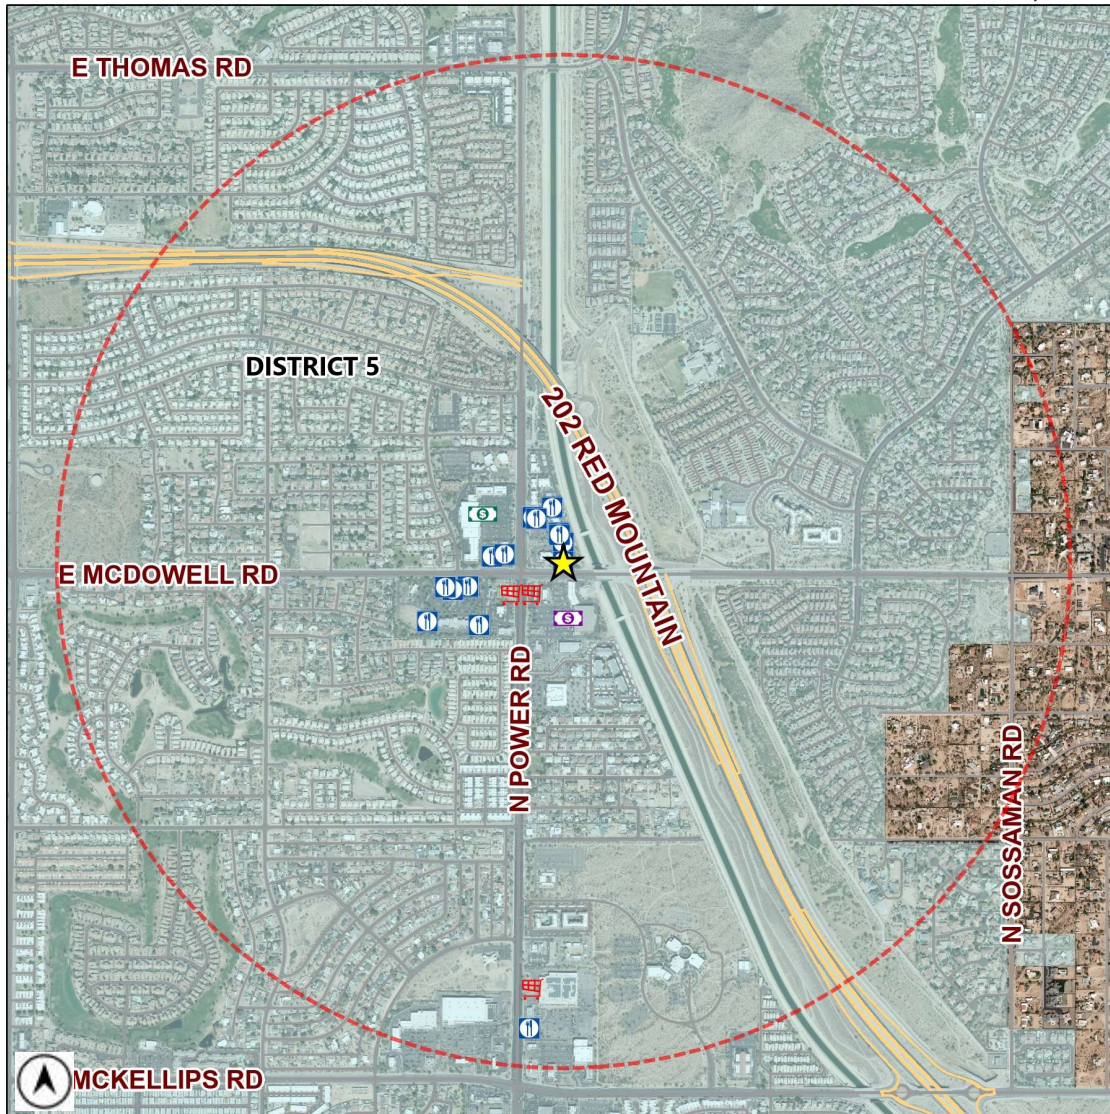 E THOMAS RD
DISTRICT 5
202 RED MOUNTAIN
$
E MCDOWELL RD
$
N POWER RD
N SOSSAMAN RD
MCKELLIPS RD